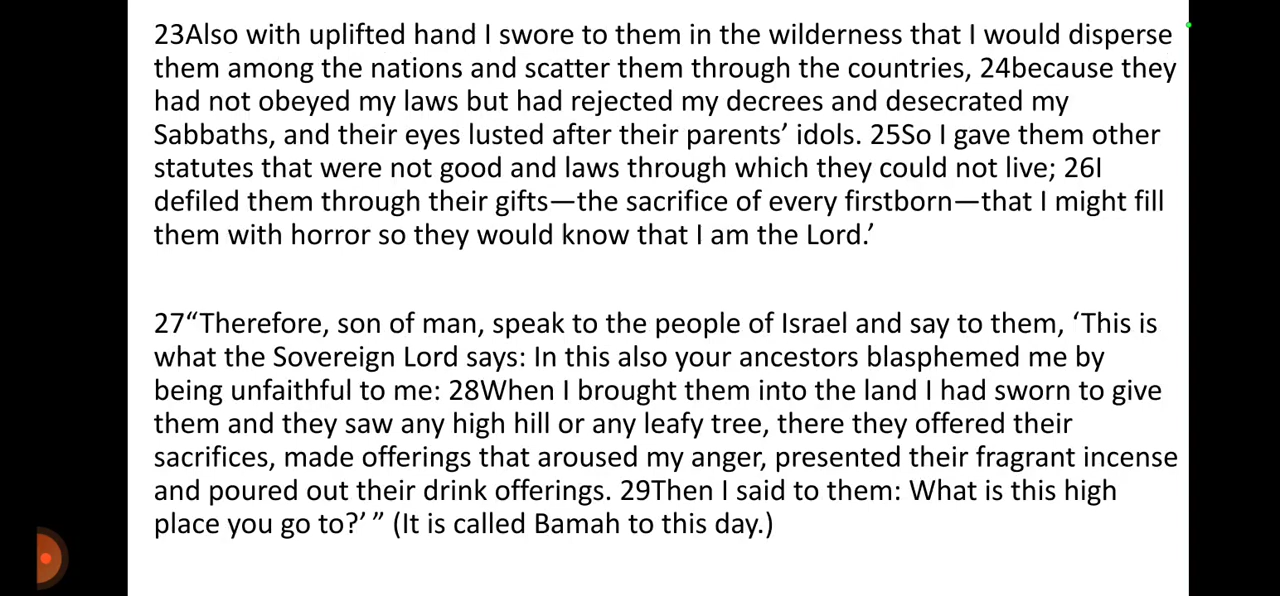 23Also with uplifted hand I swore to them in the wilderness that I would disperse
them among the nations and scatter them through the countries, 24because they
had not obeyed my laws but had rejected my decrees and desecrated my
Sabbaths, and their eyes lusted after their parents’ idols. 25So I gave them other
statutes that were not good and laws through which they could not live; 26I
defiled them through their gifts—the sacrifice of every firstborn—that I might fill
them with horror so they would know that I am the Lord.’
27“Therefore, son of man, speak to the people of Israel and say to them, ‘This is
what the Sovereign Lord says: In this also your ancestors blasphemed me by
being unfaithful to me: 28When I brought them into the land I had sworn to give
them and they saw any high hill or any leafy tree, there they offered their
sacrifices, made offerings that aroused my anger, presented their fragrant incense
and poured out their drink offerings. 29Then I said to them: What is this high
place you go to?’ ” (It is called Bamah to this day.)